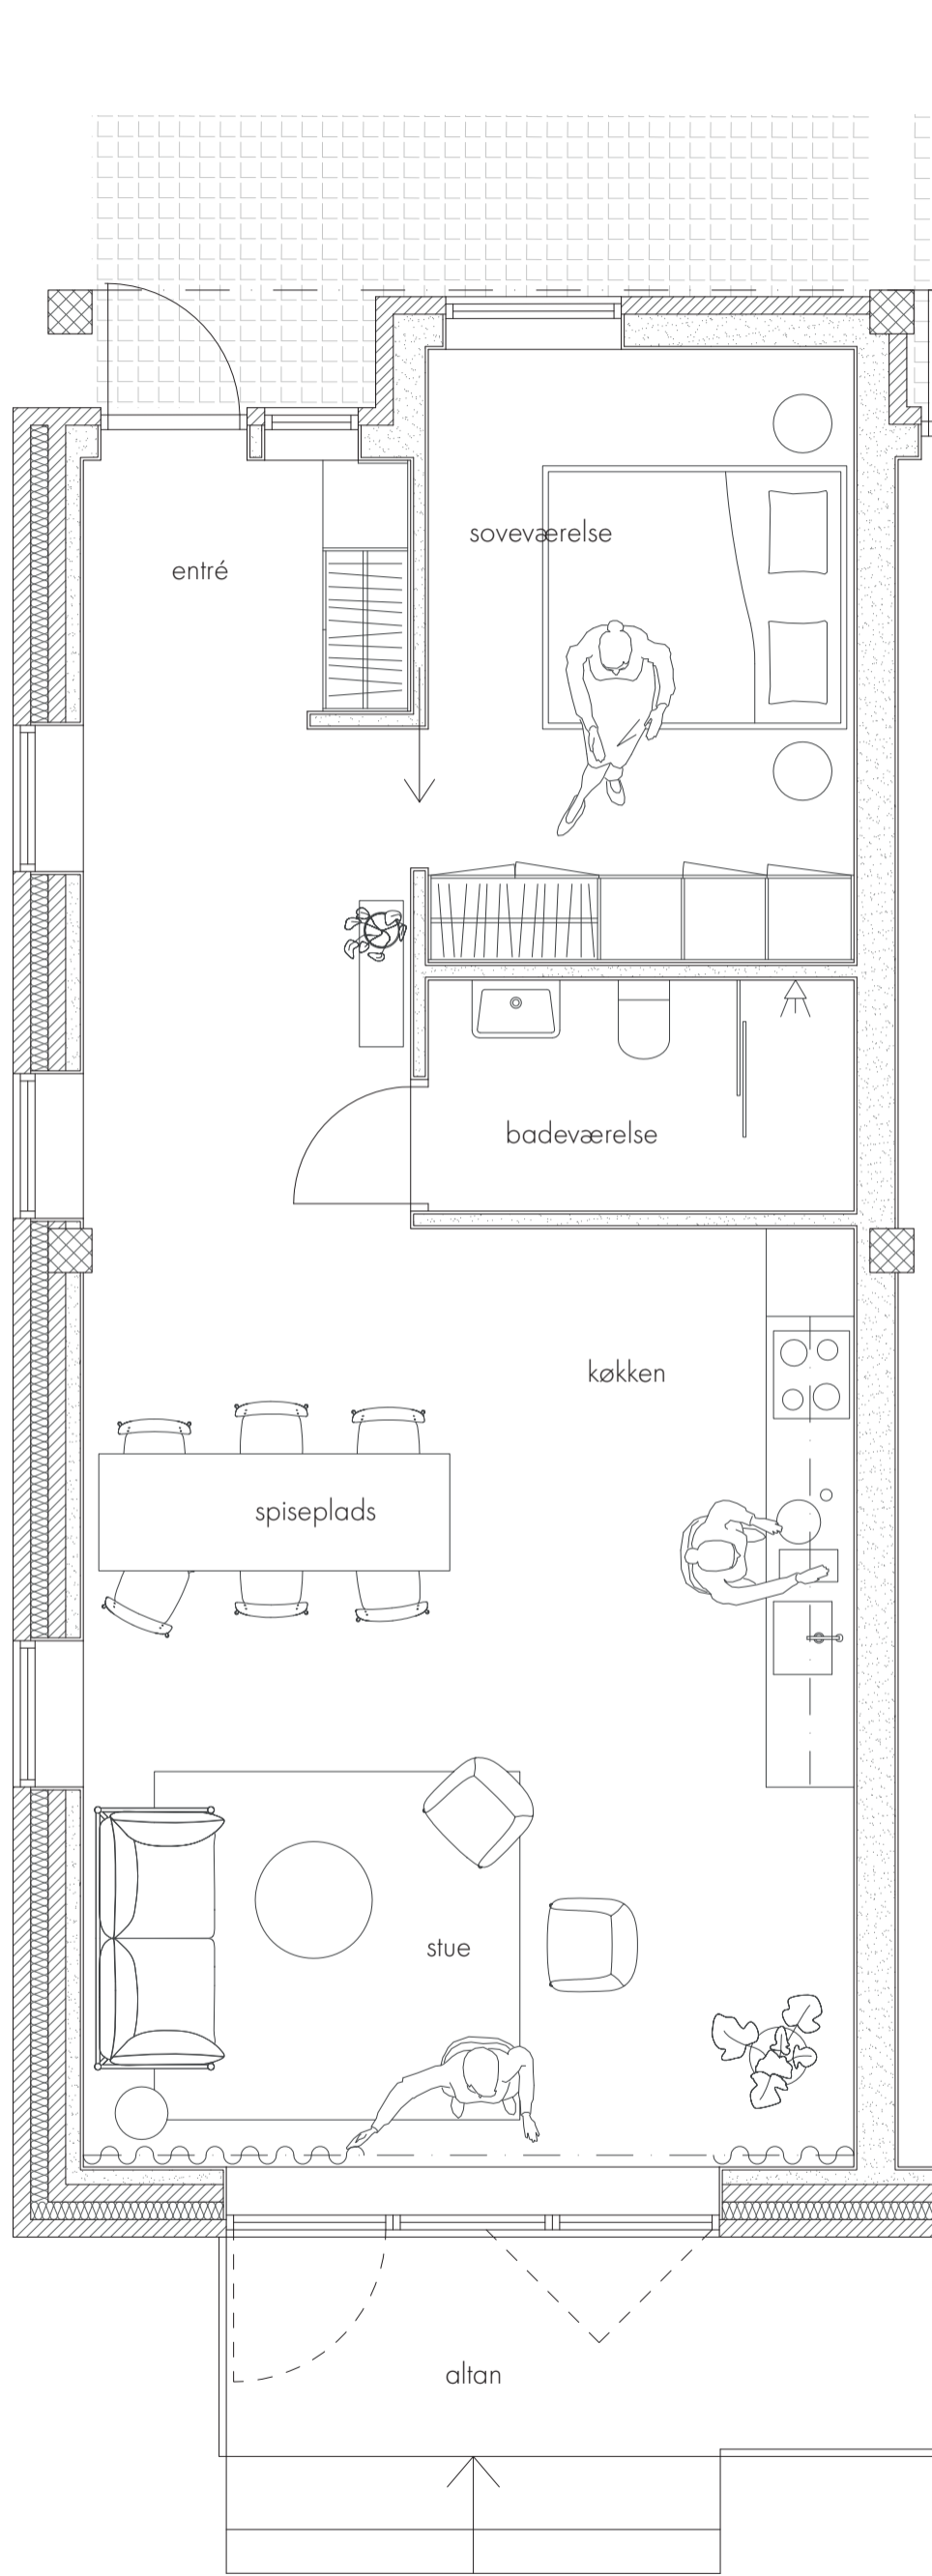 soveværelse
entré
badeværelse
køkken
spiseplads
stue
altan